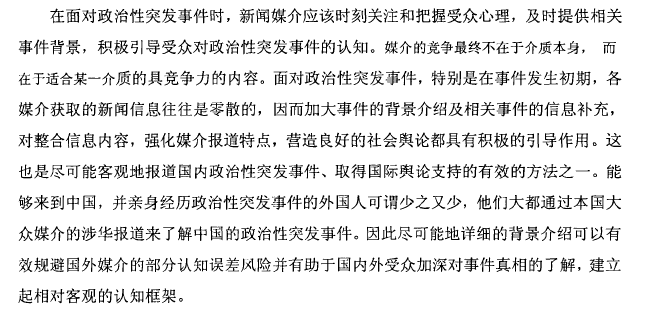 在面对政治性突发事件时，新闻媒介应该时刻关注和把握受众心理，及时提供相关
事件背景，积极引导受众对政治性突发事件的认知。媒介的竞争最终不在于介质本身， 而
在于适合某一介质的具竞争力的内容。面对政治性突发事件，特别是在事件发生初期，各
媒介获取的新闻信息往往是零散的，因而加大事件的背景介绍及相关事件的信息补充，
对整合信息内容，强化媒介报道特点，营造良好的社会舆论都具有积极的引导作用。这
也是尽可能客观地报道国内政治性突发事件、取得国际舆论支持的有效的方法之一。能
够来到中国，并亲身经历政治性突发事件的外国人可谓少之又少，他们大都通过本国大
众媒介的涉华报道来了解中国的政治性突发事件。因此尽可能地详细的背景介绍可以有
效规避国外媒介的部分认知误差风险并有助于国内外受众加深对事件真相的了解，建立
起相对客观的认知框架。